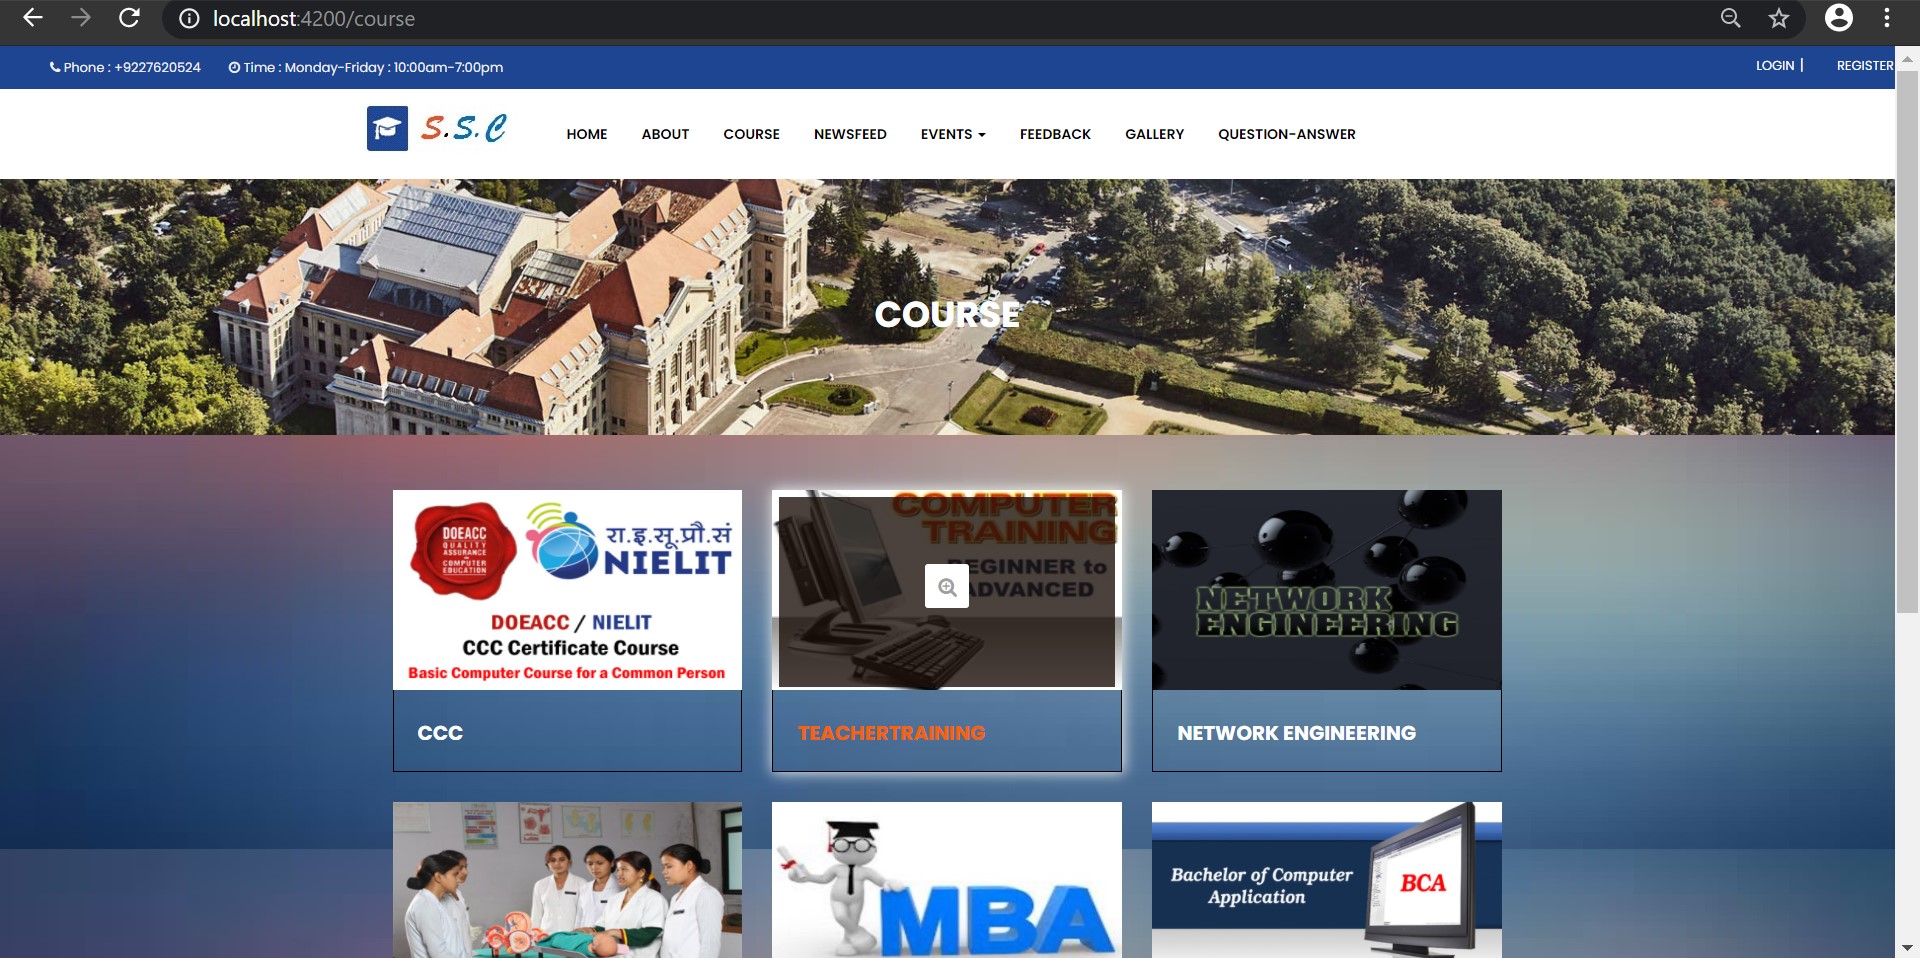 localhost:4200/course
Phone : +9227620524 Time : Monday-Friday : 10:00am-7:00pm LOGIN | REGISTER
S.S.C HOME ABOUT COURSE NEWSFEED EVENTS FEEDBACK GALLERY QUESTION-ANSWER
COURSE
DOEACC
QUALITY
ASSURANCE
IN
COMPUTER
EDUCATION
रा.इ.सू.प्रौ.सं
NIELIT
DOEACC / NIELIT
CCC Certificate Course
Basic Computer Course for a Common Person
CCC
COMPUTER
TRAINING
BEGINNER to
ADVANCED
TEACHERTRAINING
NETWORK
ENGINEERING
NETWORK ENGINEERING
MBA
Bachelor of Computer
Application
BCA